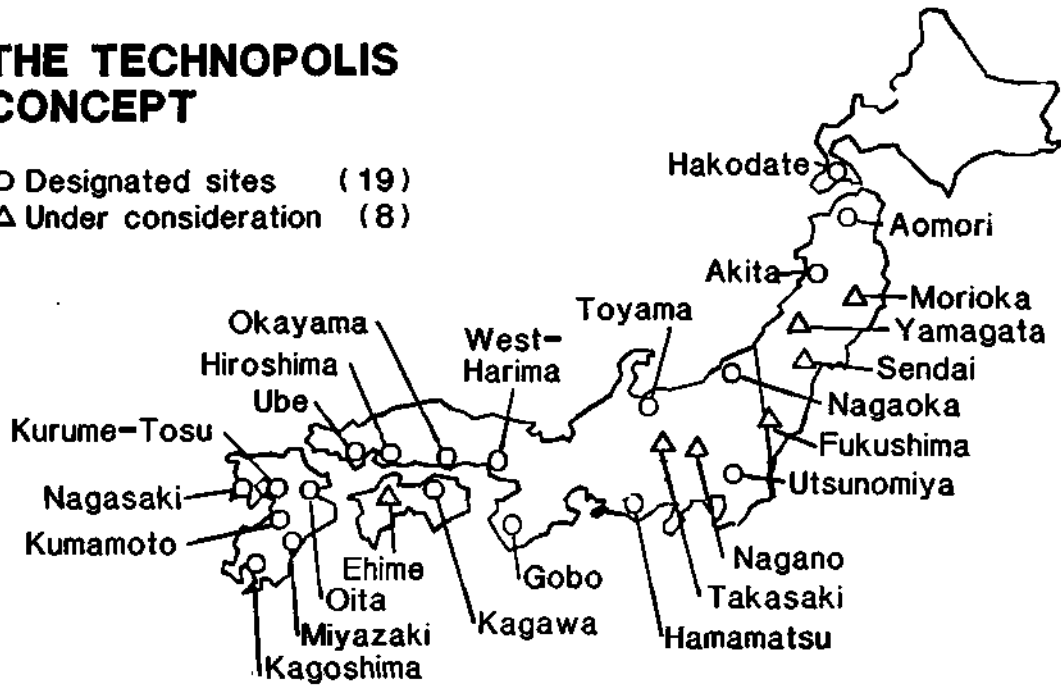 THE TECHNOPOLIS
CONCEPT
○ Designated sites (19)
△ Under consideration (8)
Hakodate
Aomori
Akita
Morioka
Yamagata
Sendai
Toyama
Okayama
West-
Harima
Hiroshima
Ube
Nagaoka
Fukushima
Kurume-Tosu
Utsunomiya
Nagasaki
Kumamoto
Ehime
Gobo
Nagano
Oita
Takasaki
Kagawa
Hamamatsu
Miyazaki
Kagoshima